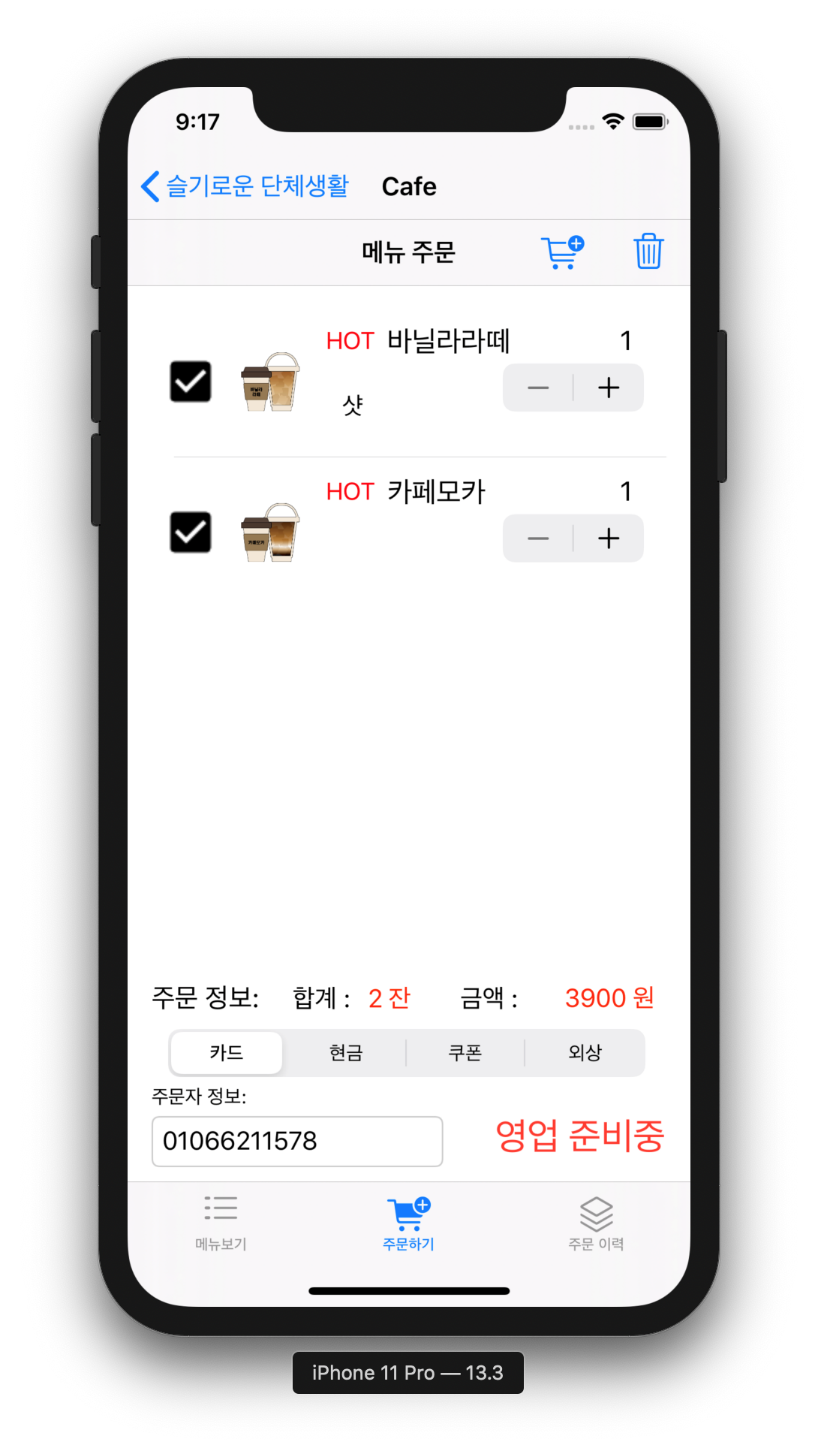 9:17
슬기로운 단체생활 Cafe
메뉴 주문
HOT 바닐라라떼 1
샷
HOT 카페모카 1
카페모카
주문 정보: 합계 : 2 잔 금액 : 3900 원
카드 현금 쿠폰 외상
주문자 정보:
01066211578 영업 준비중
메뉴보기 주문하기 주문 이력
iPhone 11 Pro — 13.3